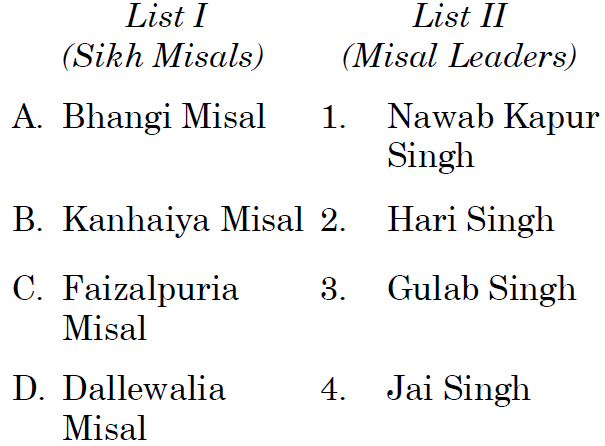 List I List II
(Sikh Misals) (Misal Leaders)
A. Bhangi Misal 1. Nawab Kapur
Singh
B. Kanhaiya Misal 2. Hari Singh
C. Faizalpuria 3. Gulab Singh
Misal
D. Dallewalia 4. Jai Singh
Misal